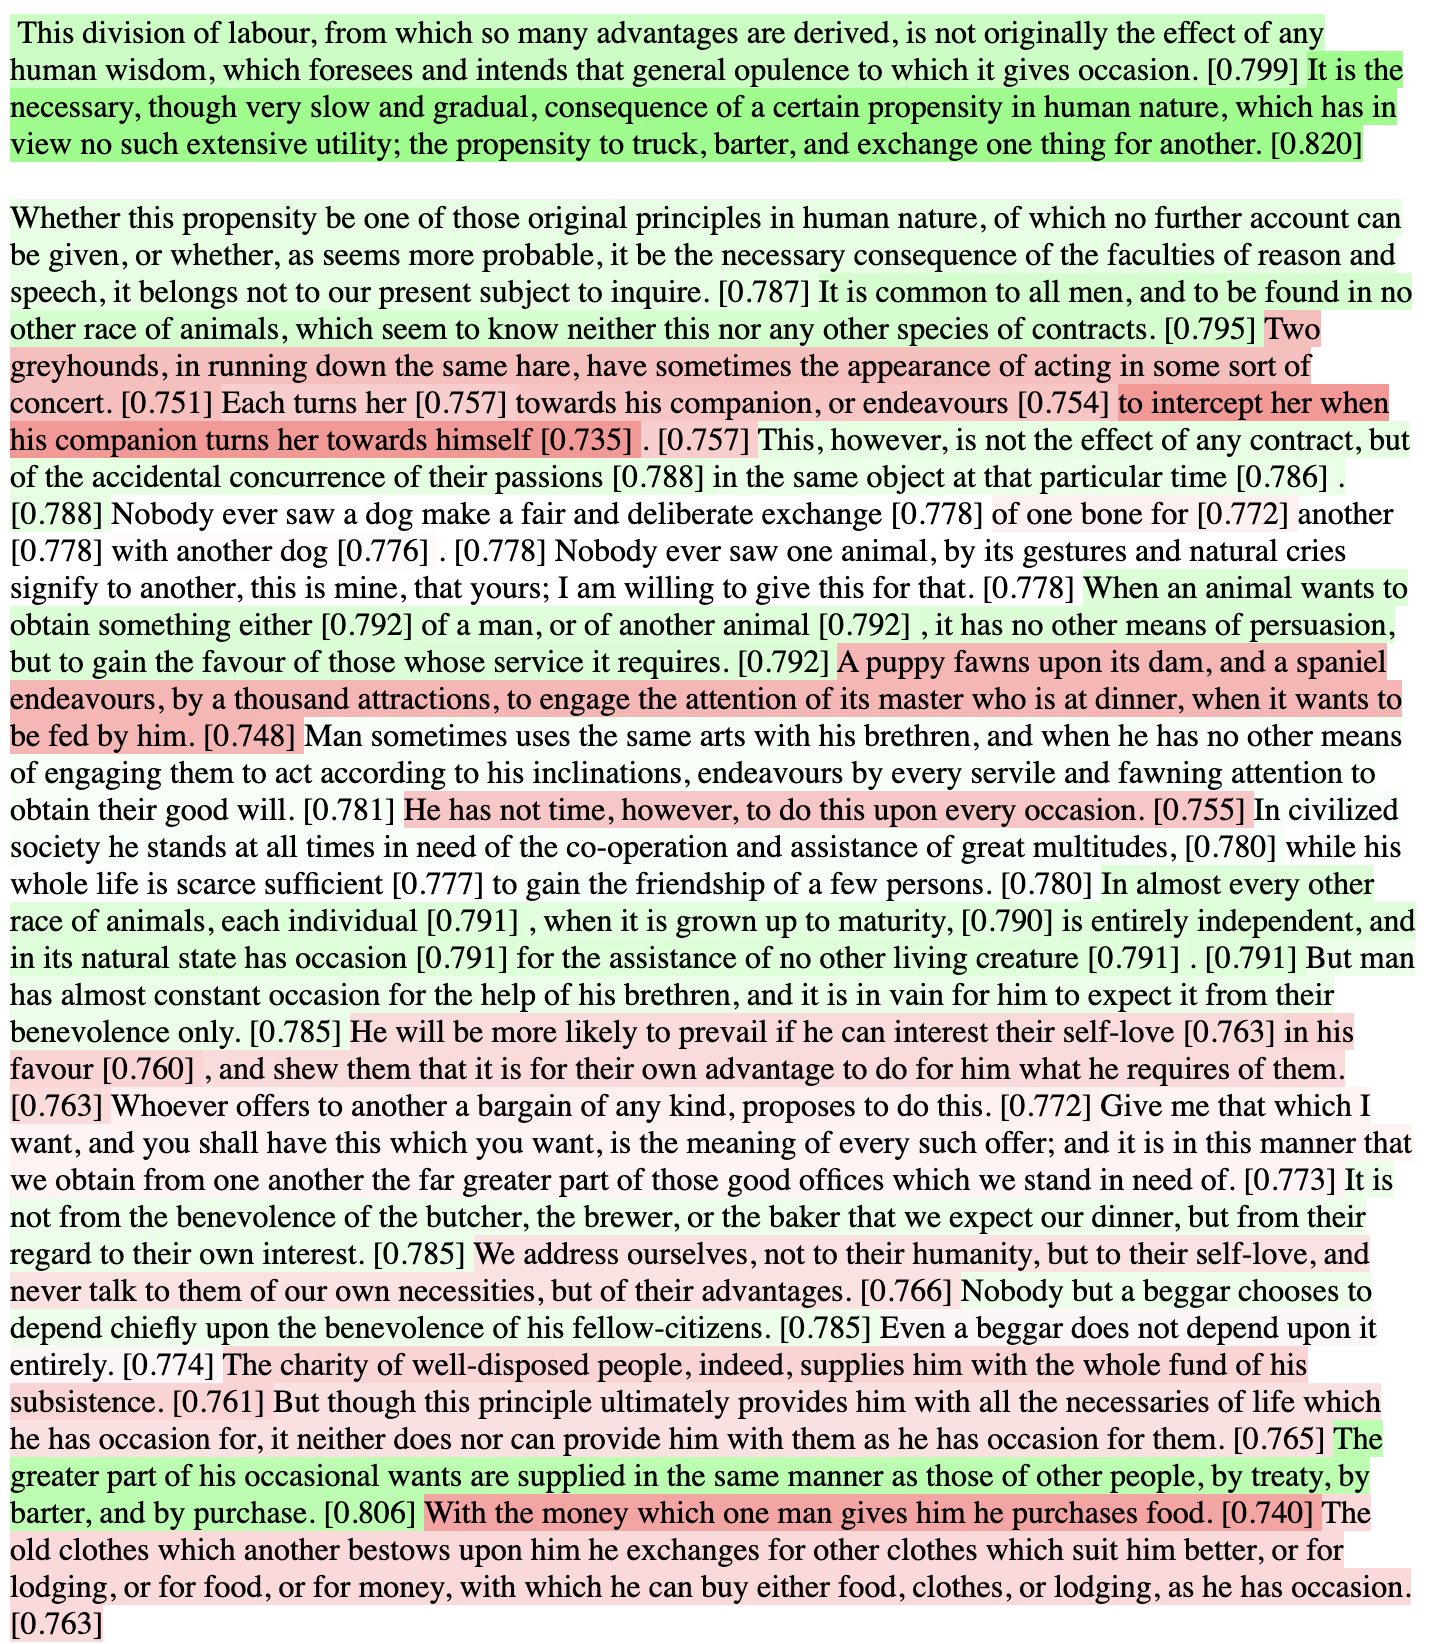 This division of labour, from which so many advantages are derived, is not originally the effect of any
human wisdom, which foresees and intends that general opulence to which it gives occasion. [0.799] It is the
necessary, though very slow and gradual, consequence of a certain propensity in human nature, which has in
view no such extensive utility; the propensity to truck, barter, and exchange one thing for another. [0.820]
Whether this propensity be one of those original principles in human nature, of which no further account can
be given, or whether, as seems more probable, it be the necessary consequence of the faculties of reason and
speech, it belongs not to our present subject to inquire. [0.787] It is common to all men, and to be found in no
other race of animals, which seem to know neither this nor any other species of contracts. [0.795] Two
greyhounds, in running down the same hare, have sometimes the appearance of acting in some sort of
concert. [0.751] Each turns her [0.757] towards his companion, or endeavours [0.754] to intercept her when
his companion turns her towards himself [0.735] . [0.757] This, however, is not the effect of any contract, but
of the accidental concurrence of their passions [0.788] in the same object at that particular time [0.786] .
[0.788] Nobody ever saw a dog make a fair and deliberate exchange [0.778] of one bone for [0.772] another
[0.778] with another dog [0.776] . [0.778] Nobody ever saw one animal, by its gestures and natural cries
signify to another, this is mine, that yours; I am willing to give this for that. [0.778] When an animal wants to
obtain something either [0.792] of a man, or of another animal [0.792] , it has no other means of persuasion,
but to gain the favour of those whose service it requires. [0.792] A puppy fawns upon its dam, and a spaniel
endeavours, by a thousand attractions, to engage the attention of its master who is at dinner, when it wants to
be fed by him. [0.748] Man sometimes uses the same arts with his brethren, and when he has no other means
of engaging them to act according to his inclinations, endeavours by every servile and fawning attention to
obtain their good will. [0.781] He has not time, however, to do this upon every occasion. [0.755] In civilized
society he stands at all times in need of the co-operation and assistance of great multitudes, [0.780] while his
whole life is scarce sufficient [0.777] to gain the friendship of a few persons. [0.780] In almost every other
race of animals, each individual [0.791] , when it is grown up to maturity, [0.790] is entirely independent, and
in its natural state has occasion [0.791] for the assistance of no other living creature [0.791] . [0.791] But man
has almost constant occasion for the help of his brethren, and it is in vain for him to expect it from their
benevolence only. [0.785] He will be more likely to prevail if he can interest their self-love [0.763] in his
favour [0.760] , and shew them that it is for their own advantage to do for him what he requires of them.
[0.763] Whoever offers to another a bargain of any kind, proposes to do this. [0.772] Give me that which I
want, and you shall have this which you want, is the meaning of every such offer; and it is in this manner that
we obtain from one another the far greater part of those good offices which we stand in need of. [0.773] It is
not from the benevolence of the butcher, the brewer, or the baker that we expect our dinner, but from their
regard to their own interest. [0.785] We address ourselves, not to their humanity, but to their self-love, and
never talk to them of our own necessities, but of their advantages. [0.766] Nobody but a beggar chooses to
depend chiefly upon the benevolence of his fellow-citizens. [0.785] Even a beggar does not depend upon it
entirely. [0.774] The charity of well-disposed people, indeed, supplies him with the whole fund of his
subsistence. [0.761] But though this principle ultimately provides him with all the necessaries of life which
he has occasion for, it neither does nor can provide him with them as he has occasion for them. [0.765] The
greater part of his occasional wants are supplied in the same manner as those of other people, by treaty, by
barter, and by purchase. [0.806] With the money which one man gives him he purchases food. [0.740] The
old clothes which another bestows upon him he exchanges for other clothes which suit him better, or for
lodging, or for food, or for money, with which he can buy either food, clothes, or lodging, as he has occasion.
[0.763]